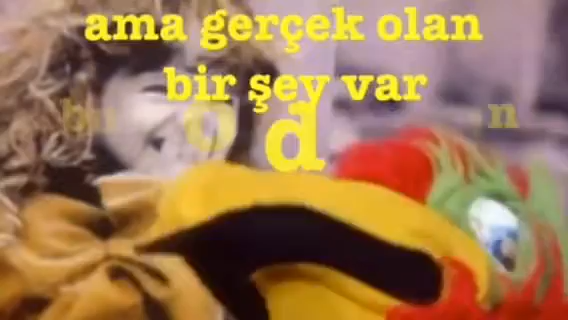 ama gerçek olan
bir şey var
o d